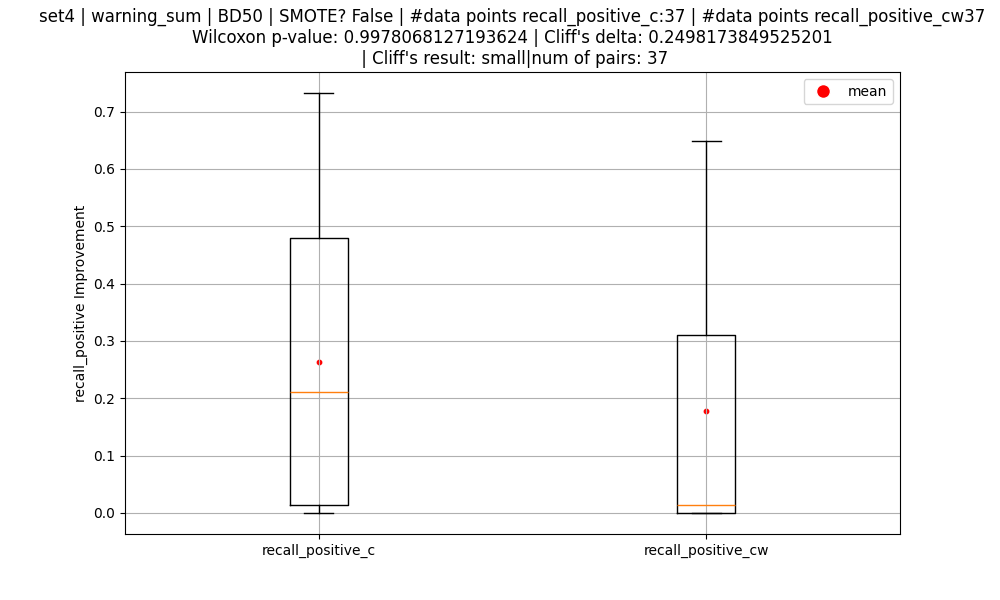 set4 | warning_sum | BD50 | SMOTE? False | #data points recall_positive_c:37 | #data points recall_positive_cw37
Wilcoxon p-value: 0.9978068127193624 | Cliff's delta: 0.2498173849525201
| Cliff's result: small|num of pairs: 37
mean
0.7
0.6
0.5
0.4
0.3
0.2
0.1
0.0
recall_positive Improvement
recall_positive_c
recall_positive_cw